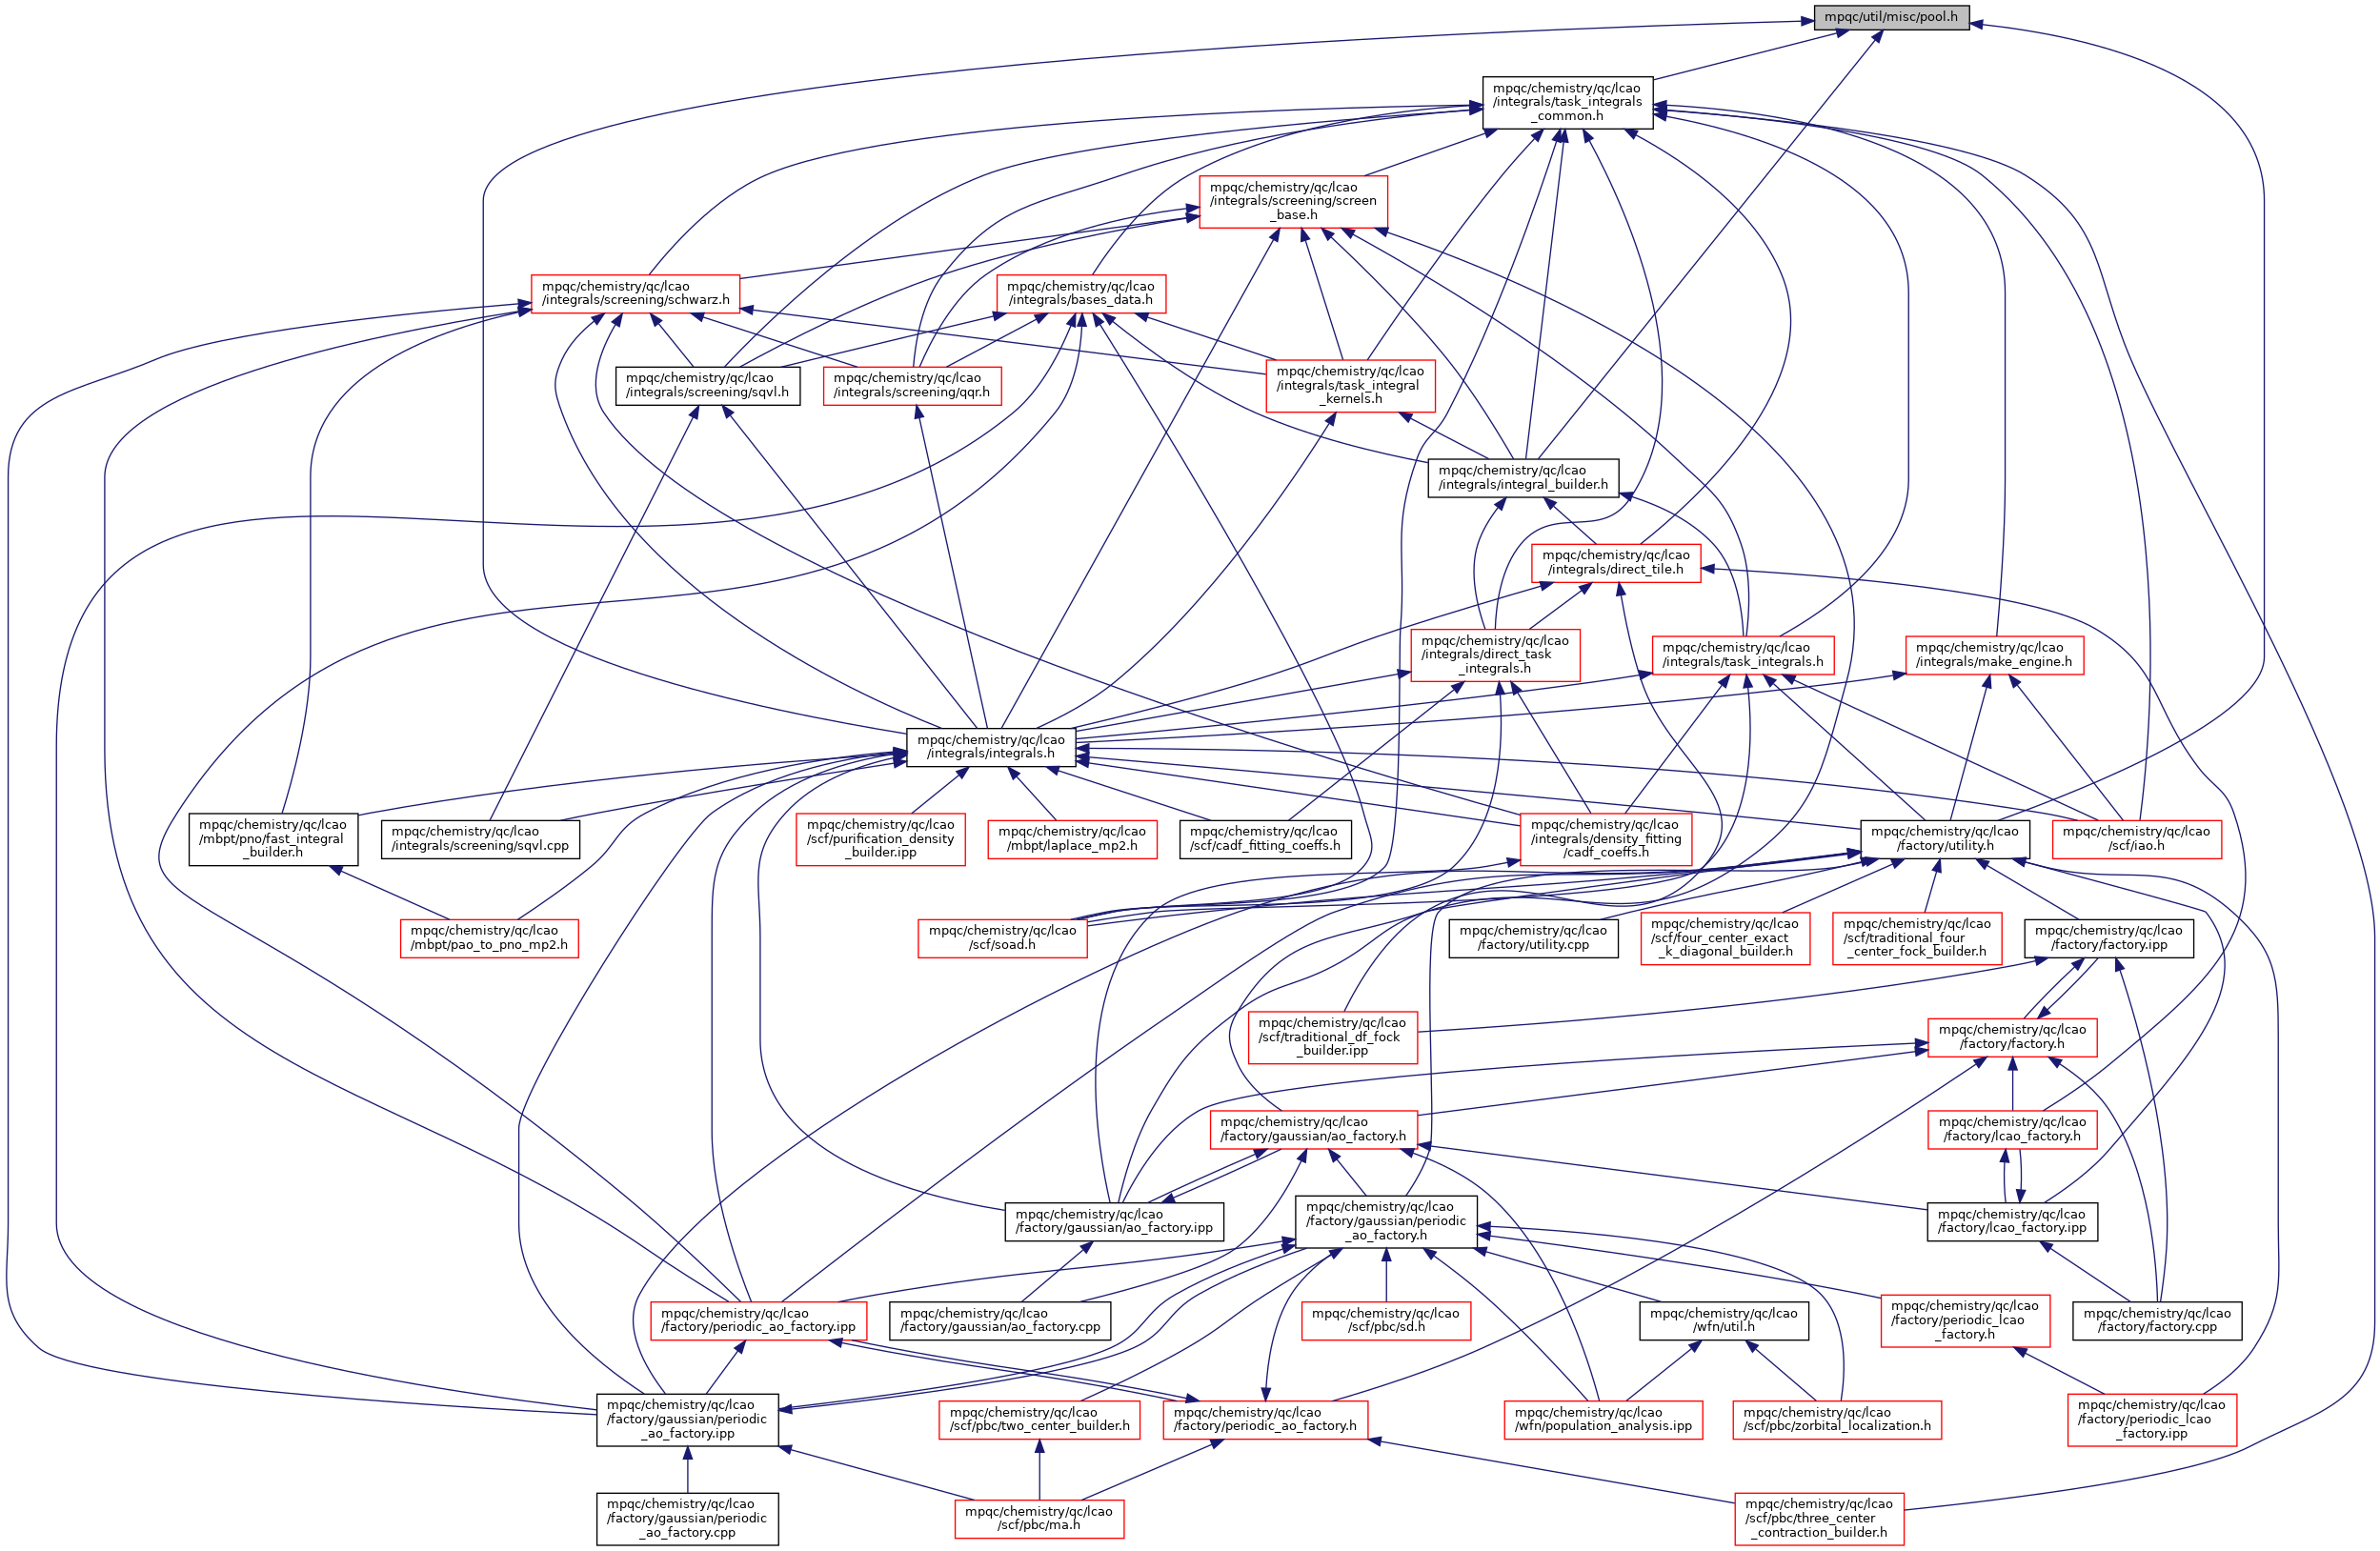 mpqc/util/misc/pool.h
mpqc/chemistry/qc/lcao
/integrals/task_integrals
_common.h
mpqc/chemistry/qc/lcao
/integrals/screening/screen
_base.h
mpqc/chemistry/qc/lcao
/integrals/screening/schwarz.h
mpqc/chemistry/qc/lcao
/integrals/bases_data.h
mpqc/chemistry/qc/lcao
/integrals/screening/sqvl.h
mpqc/chemistry/qc/lcao
/integrals/screening/qqr.h
mpqc/chemistry/qc/lcao
/integrals/task_integral
_kernels.h
mpqc/chemistry/qc/lcao
/integrals/integral_builder.h
mpqc/chemistry/qc/lcao
/integrals/direct_tile.h
mpqc/chemistry/qc/lcao
/integrals/direct_task
_integrals.h
mpqc/chemistry/qc/lcao
/integrals/task_integrals.h
mpqc/chemistry/qc/lcao
/integrals/make_engine.h
mpqc/chemistry/qc/lcao
/integrals/integrals.h
mpqc/chemistry/qc/lcao
/mbpt/pno/fast_integral
_builder.h
mpqc/chemistry/qc/lcao
/integrals/screening/sqvl.cpp
mpqc/chemistry/qc/lcao
/scf/purification_density
_builder.ipp
mpqc/chemistry/qc/lcao
/mbpt/laplace_mp2.h
mpqc/chemistry/qc/lcao
/scf/cadf_fitting_coeffs.h
mpqc/chemistry/qc/lcao
/integrals/density_fitting
/cadf_coeffs.h
mpqc/chemistry/qc/lcao
/factory/utility.h
mpqc/chemistry/qc/lcao
/scf/iao.h
mpqc/chemistry/qc/lcao
/mbpt/pao_to_pno_mp2.h
mpqc/chemistry/qc/lcao
/scf/soad.h
mpqc/chemistry/qc/lcao
/factory/utility.cpp
mpqc/chemistry/qc/lcao
/scf/four_center_exact
_k_diagonal_builder.h
mpqc/chemistry/qc/lcao
/scf/traditional_four
_center_fock_builder.h
mpqc/chemistry/qc/lcao
/factory/factory.ipp
mpqc/chemistry/qc/lcao
/scf/traditional_df_fock
_builder.ipp
mpqc/chemistry/qc/lcao
/factory/factory.h
mpqc/chemistry/qc/lcao
/factory/gaussian/ao_factory.h
mpqc/chemistry/qc/lcao
/factory/lcao_factory.h
mpqc/chemistry/qc/lcao
/factory/gaussian/ao_factory.ipp
mpqc/chemistry/qc/lcao
/factory/gaussian/periodic
_ao_factory.h
mpqc/chemistry/qc/lcao
/factory/lcao_factory.ipp
mpqc/chemistry/qc/lcao
/factory/periodic_ao_factory.ipp
mpqc/chemistry/qc/lcao
/factory/gaussian/ao_factory.cpp
mpqc/chemistry/qc/lcao
/scf/pbc/sd.h
mpqc/chemistry/qc/lcao
/wfn/util.h
mpqc/chemistry/qc/lcao
/factory/periodic_lcao
_factory.h
mpqc/chemistry/qc/lcao
/factory/factory.cpp
mpqc/chemistry/qc/lcao
/factory/gaussian/periodic
_ao_factory.ipp
mpqc/chemistry/qc/lcao
/scf/pbc/two_center_builder.h
mpqc/chemistry/qc/lcao
/factory/periodic_ao_factory.h
mpqc/chemistry/qc/lcao
/wfn/population_analysis.ipp
mpqc/chemistry/qc/lcao
/scf/pbc/zorbital_localization.h
mpqc/chemistry/qc/lcao
/factory/periodic_lcao
_factory.ipp
mpqc/chemistry/qc/lcao
/factory/gaussian/periodic
_ao_factory.cpp
mpqc/chemistry/qc/lcao
/scf/pbc/ma.h
mpqc/chemistry/qc/lcao
/scf/pbc/three_center
_contraction_builder.h